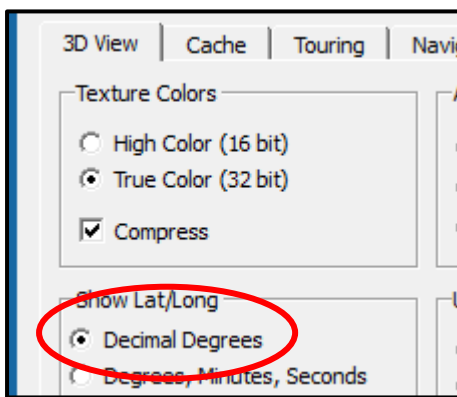 3D View Cache Touring Navi
Texture Colors
High Color (16 bit)
True Color (32 bit)
Compress
Show Lat/Long
Decimal Degrees
Degrees, Minutes, Seconds